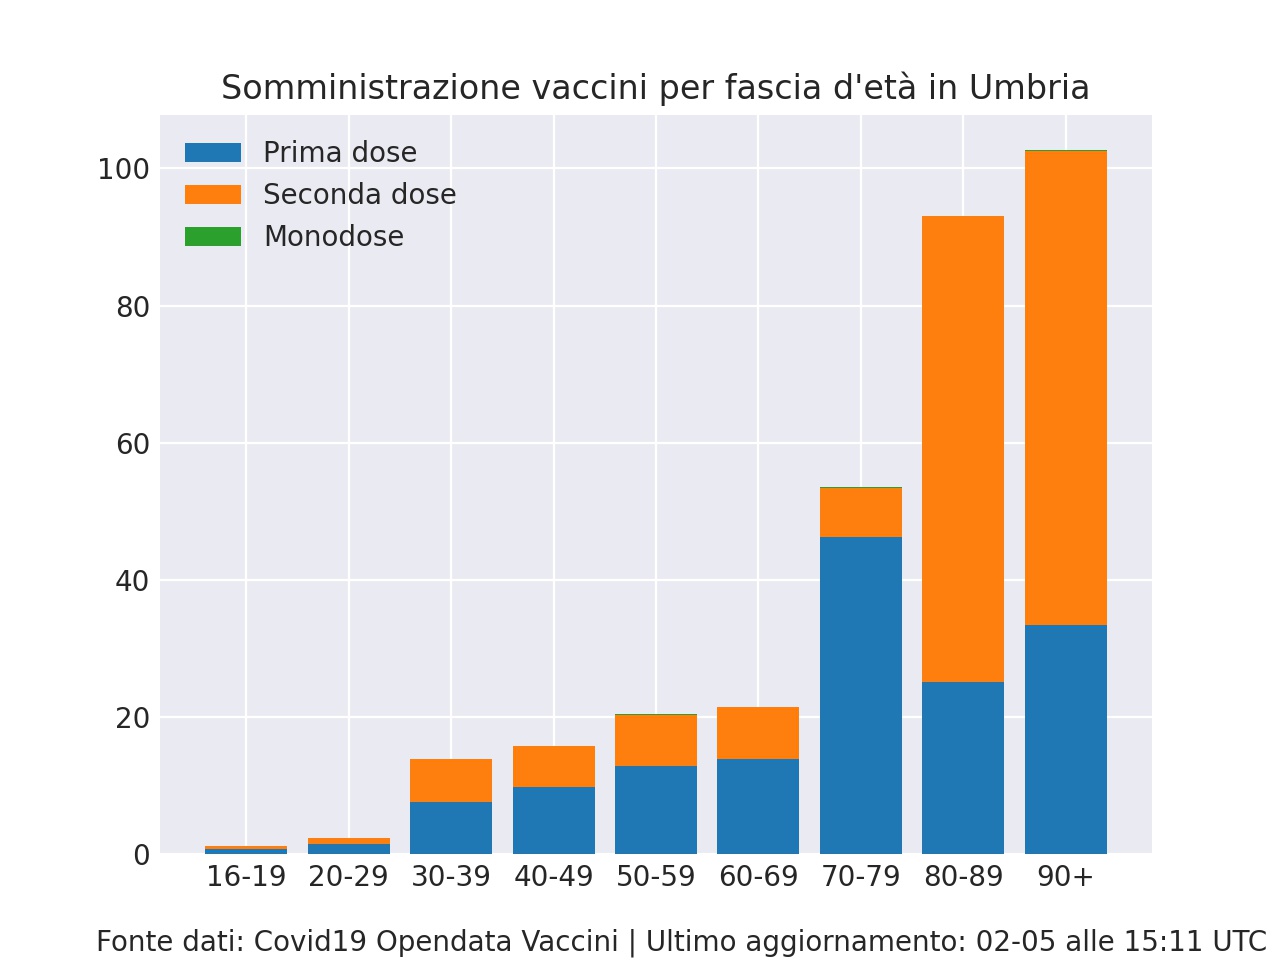 Somministrazione vaccini per fascia d'età in Umbria
Prima dose
Seconda dose
Monodose
100
80
60
40
20
0
16-19 20-29 30-39 40-49 50-59 60-69 70-79 80-89 90+
Fonte dati: Covid19 Opendata Vaccini | Ultimo aggiornamento: 02-05 alle 15:11 UTC